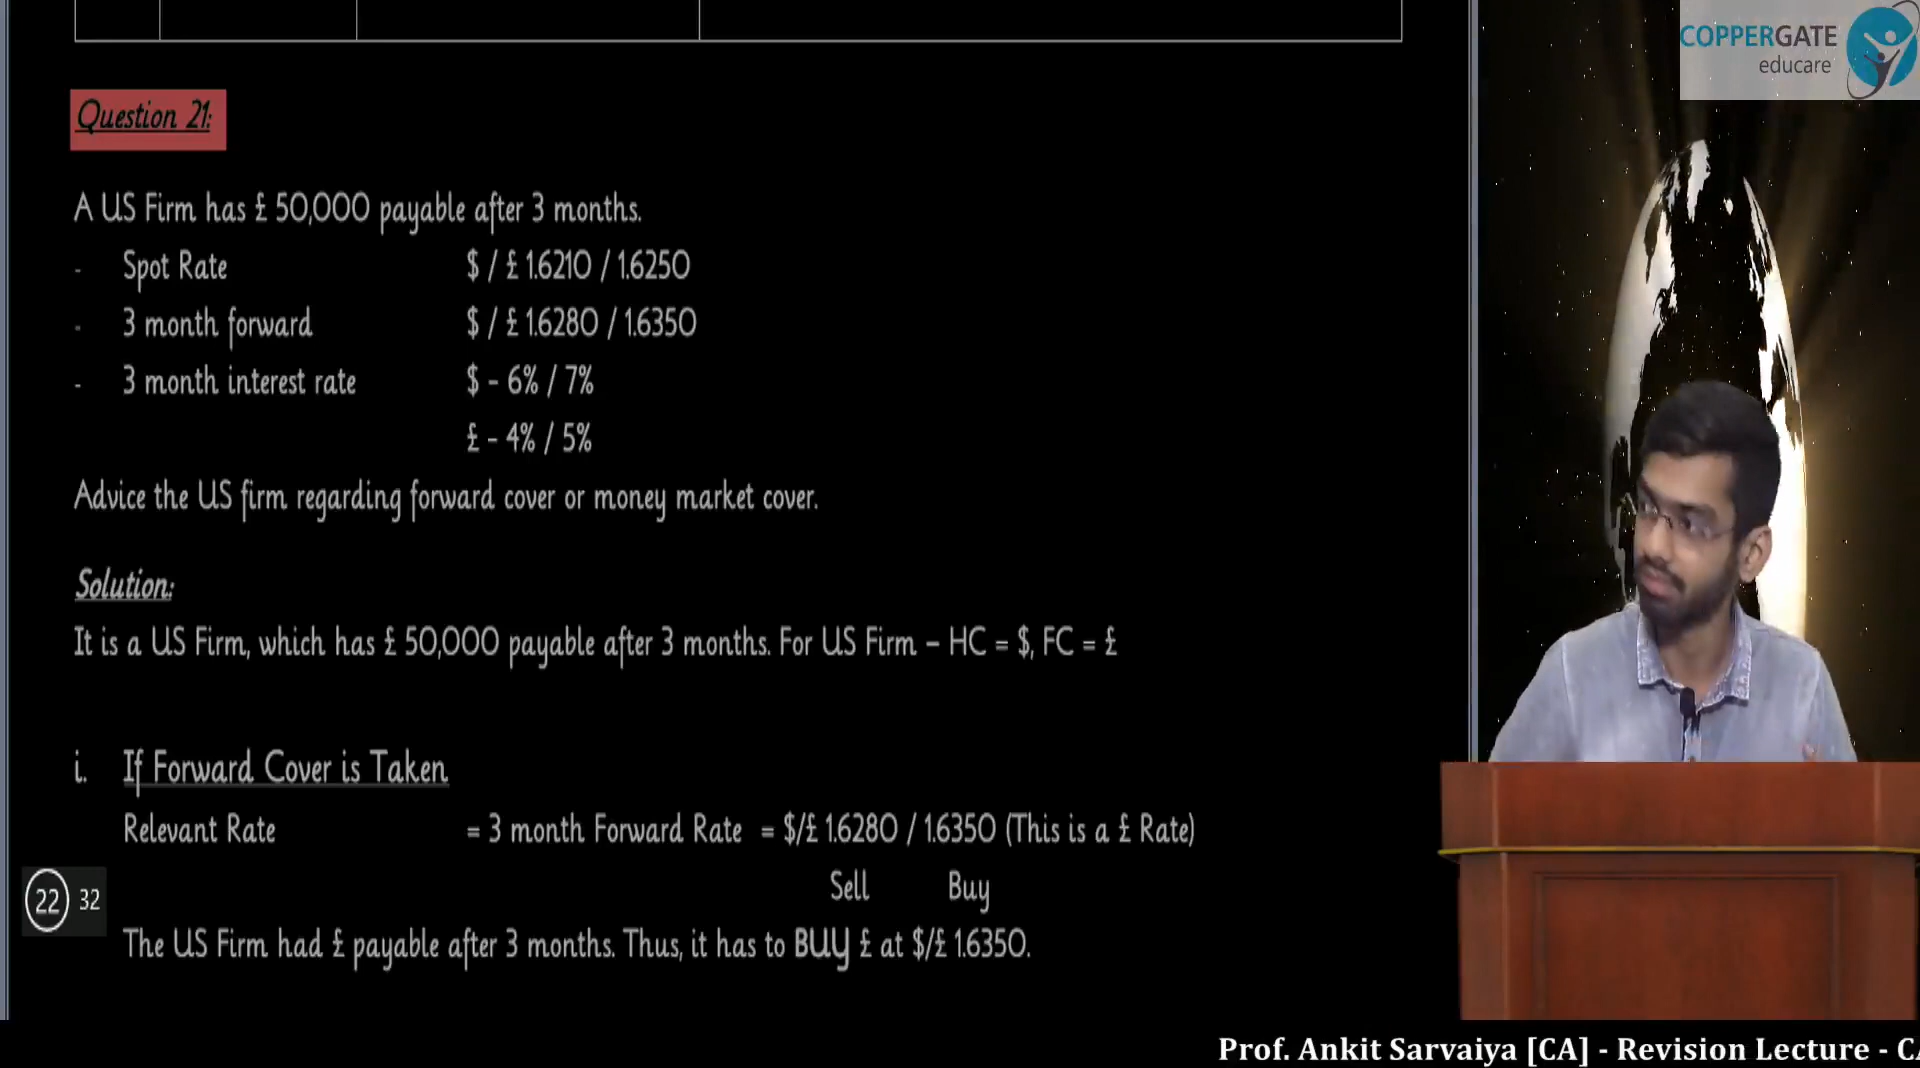 COPPERGATE
educare
Question 21:
A US Firm has £ 50,000 payable after 3 months.
- Spot Rate $ / £ 1.6210 / 1.6250
- 3 month forward $ / £ 1.6280 / 1.6350
- 3 month interest rate $ - 6% / 7%
£ - 4% / 5%
Advice the US firm regarding forward cover or money market cover.
Solution:
It is a US Firm, which has £ 50,000 payable after 3 months. For US Firm – HC = $, FC = £
i. If Forward Cover is Taken
Relevant Rate = 3 month Forward Rate = $/£ 1.6280 / 1.6350 (This is a £ Rate)
Sell Buy
22 32
The US Firm had £ payable after 3 months. Thus, it has to BUY £ at $/£ 1.6350.
Prof. Ankit Sarvaiya [CA] - Revision Lecture - CA